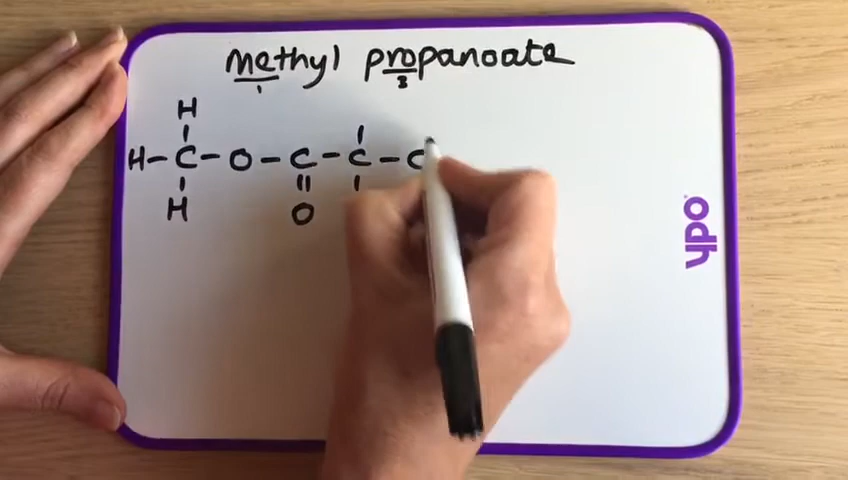 methyl propanoate
1 3
H
H-C-O-C-C-C
H O
ypo